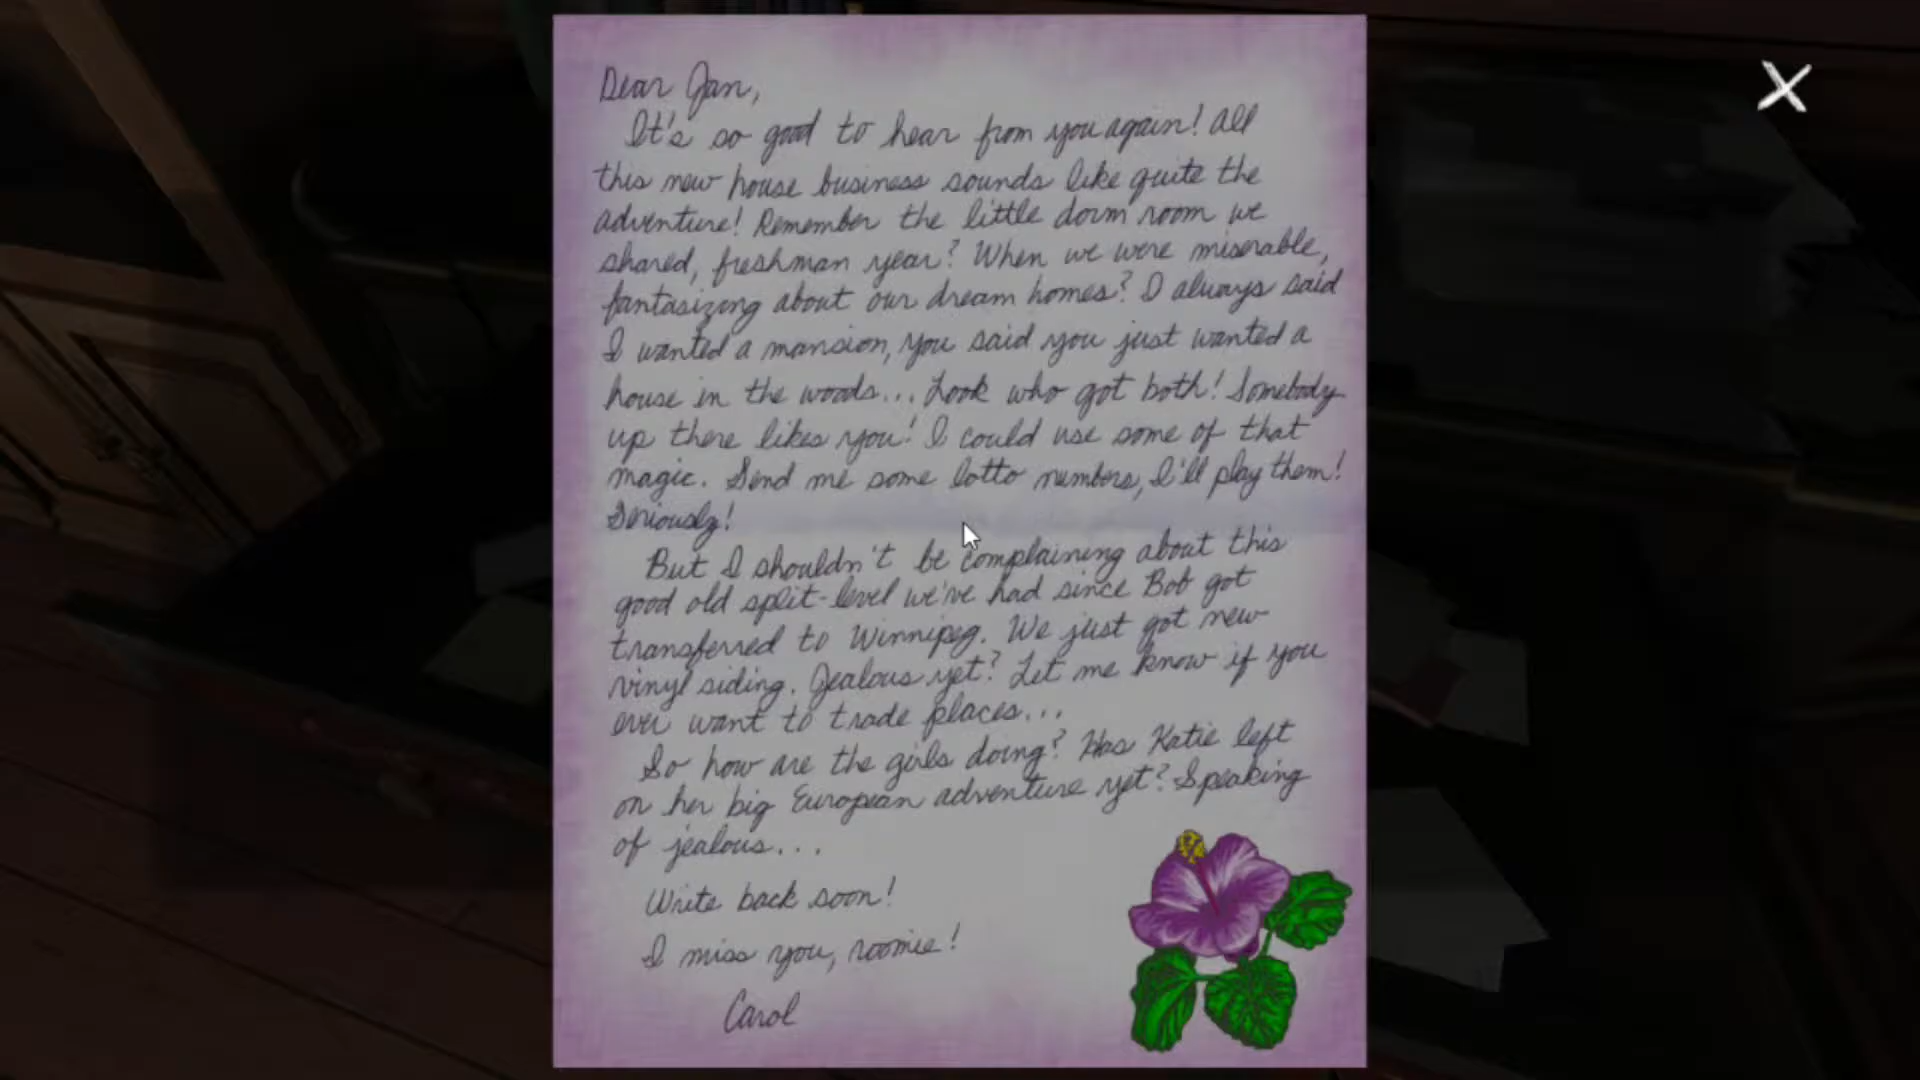 Dear Jan,
It's so good to hear from you again! All
this new house business sounds like quite the
adventure! Remember the little dorm room we
shared, freshman year? When we were miserable,
fantasizing about our dream homes? I always said
I wanted a mansion, you said you just wanted a
house in the woods... Look who got both! Somebody
up there likes you! I could use some of that
magic. Send me some lotto numbers, I'll play them!
Seriously!
But I shouldn't be complaining about this
good old split-level we've had since Bob got
transferred to Winnipeg. We just got new
vinyl siding. Jealous yet? Let me know if you
ever want to trade places...
So how are the girls doing? Has Katie left
on her big European adventure yet? Speaking
of jealous...
Write back soon!
I miss you, roomie!
Carol